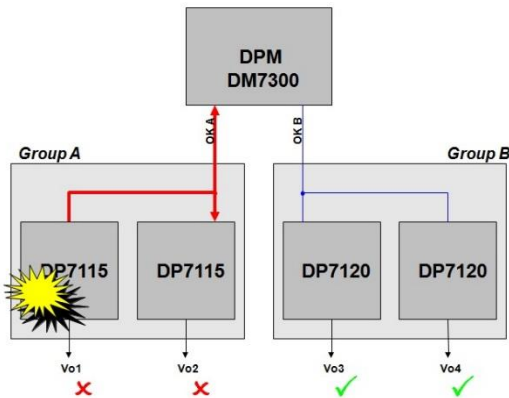 DPM
DM7300
OK A
OK B
Group A
Group B
DP7115
DP7115
DP7120
DP7120
Vo1
Vo2
Vo3
Vo4